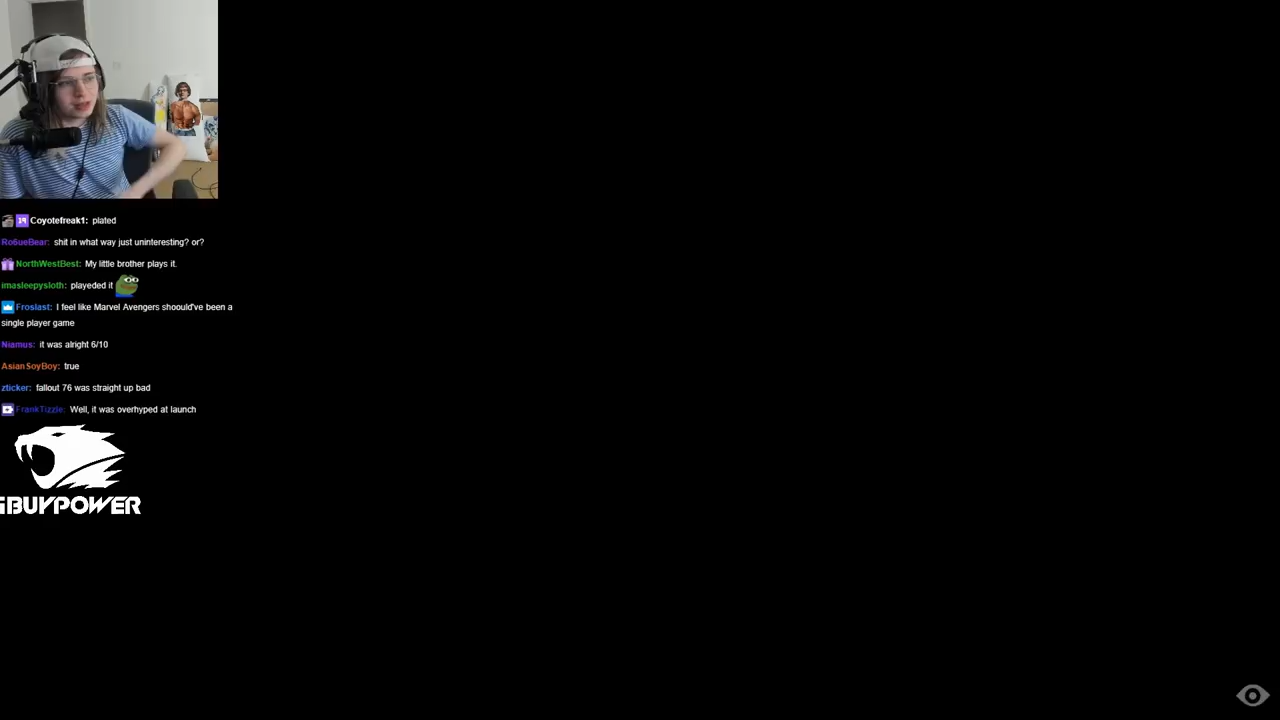 Coyotefreak1: plated
Ro6ueBear: shit in what way just uninteresting? or?
NorthWestBest: My little brother plays it.
imasleepysloth: playeded it
Froslast: I feel like Marvel Avengers shoould've been a
single player game
Niamus: it was alright 6/10
AsianSoyBoy: true
zticker: fallout 76 was straight up bad
FrankTizzle: Well, it was overhyped at launch
iBUYPOWER